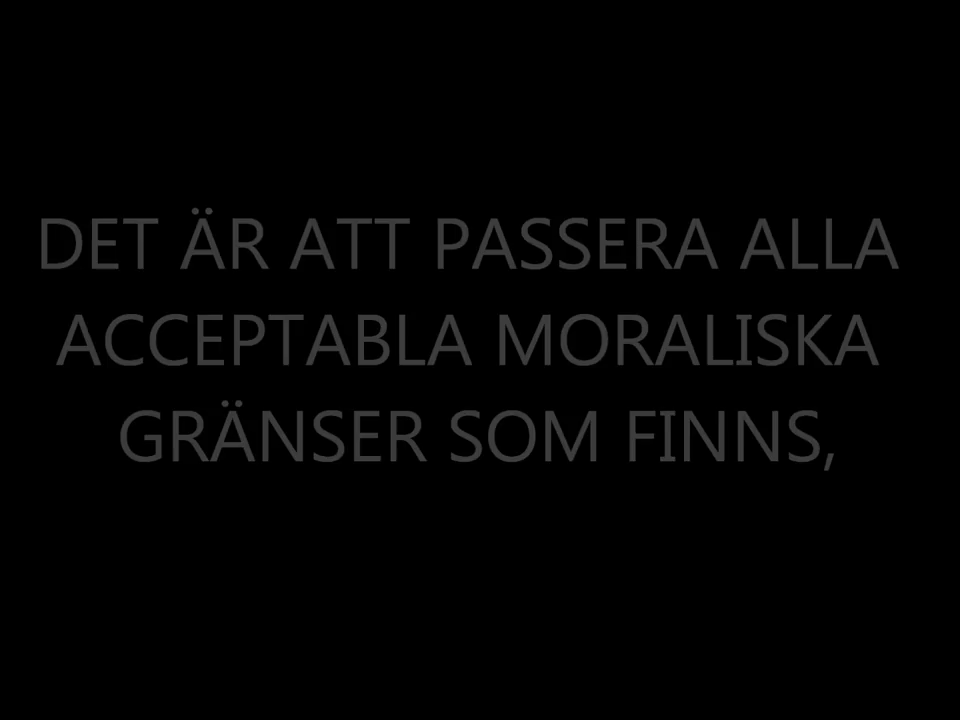 DET ÄR ATT PASSERA ALLA
ACCEPTABLA MORALISKA
GRÄNSER SOM FINNS,